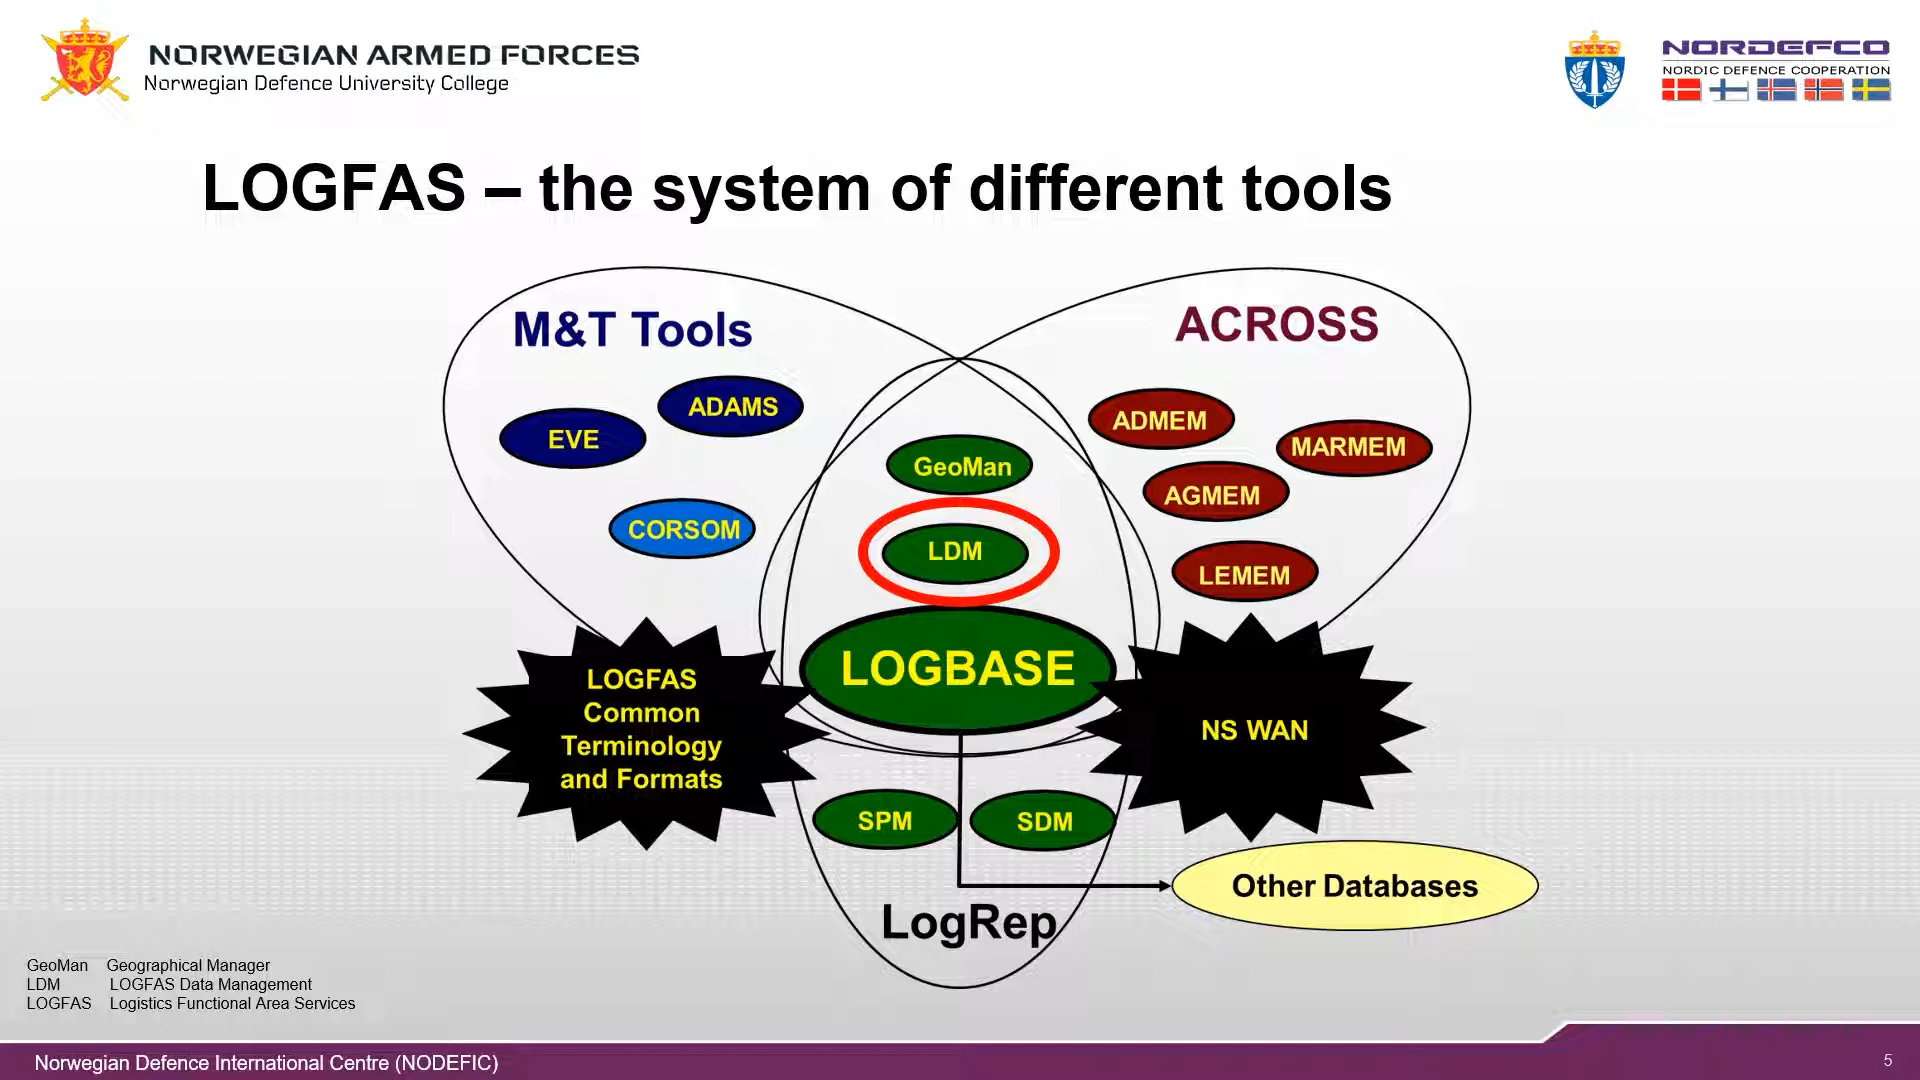 NORWEGIAN ARMED FORCES
Norwegian Defence University College
NORDEFCO
NORDIC DEFENCE COOPERATION
LOGFAS – the system of different tools
M&T Tools
ACROSS
ADAMS
EVE
CORSOM
GeoMan
LDM
ADMEM
MARMEM
AGMEM
LEMEM
LOGBASE
LOGFAS
Common
Terminology
and Formats
NS WAN
SPM
SDM
Other Databases
LogRep
GeoMan Geographical Manager
LDM LOGFAS Data Management
LOGFAS Logistics Functional Area Services
Norwegian Defence International Centre (NODEFIC)
5